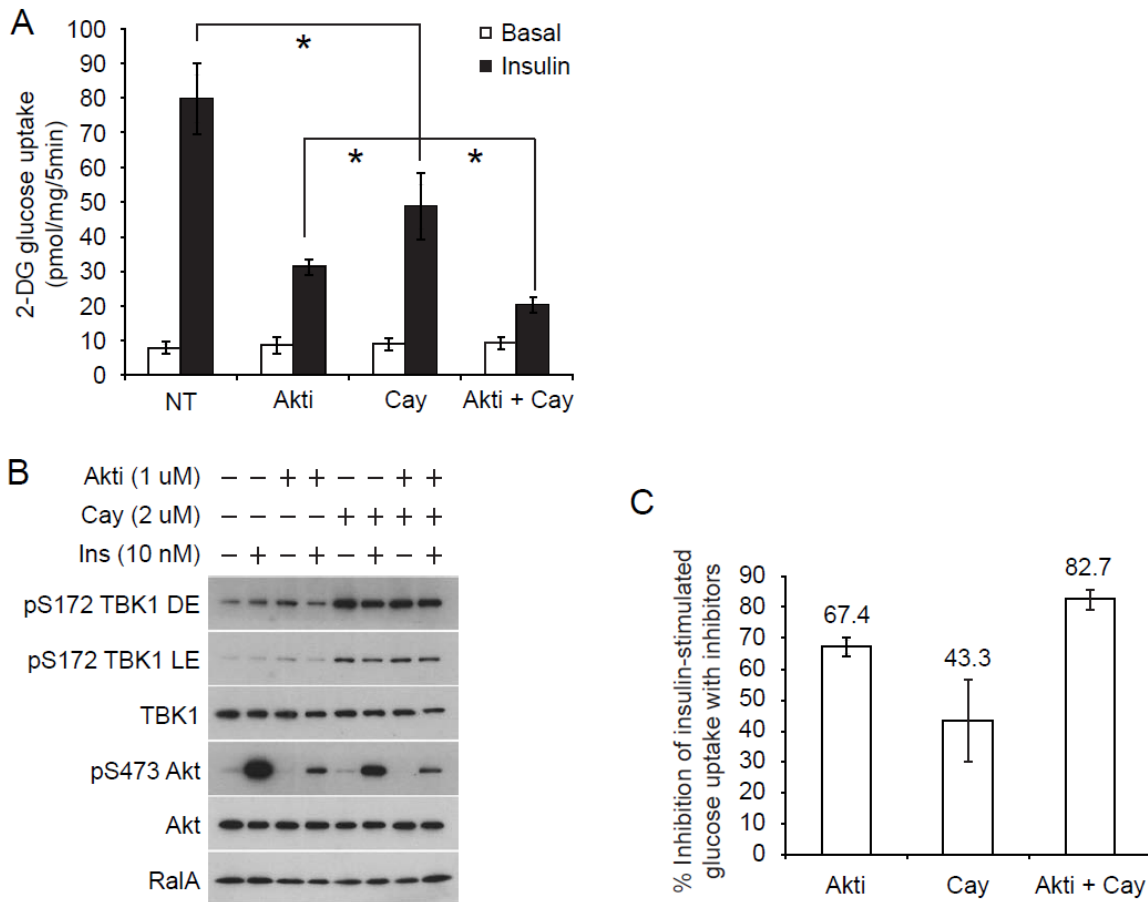 A
2-DG glucose uptake
(pmol/mg/5min)
100
90
80
70
60
50
40
30
20
10
0
*
* *
Basal
Insulin
NT Akti Cay Akti + Cay
B
Akti (1 uM) – – + + – – + +
Cay (2 uM) – – – – + + + +
Ins (10 nM) – + – + – + – +
pS172 TBK1 DE
pS172 TBK1 LE
TBK1
pS473 Akt
Akt
RalA
C
% Inhibition of insulin-stimulated
glucose uptake with inhibitors
90
80
70
60
50
40
30
20
10
0
67.4
43.3
82.7
Akti Cay Akti + Cay